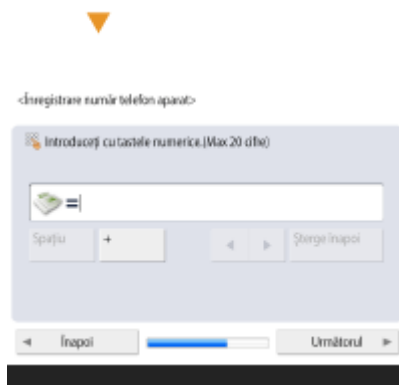 <Înregistrare număr telefon aparat>
Introduceți cu tastele numerice.(Max 20 cifre)
=
Spațiu + Șterge înapoi
Înapoi Următorul